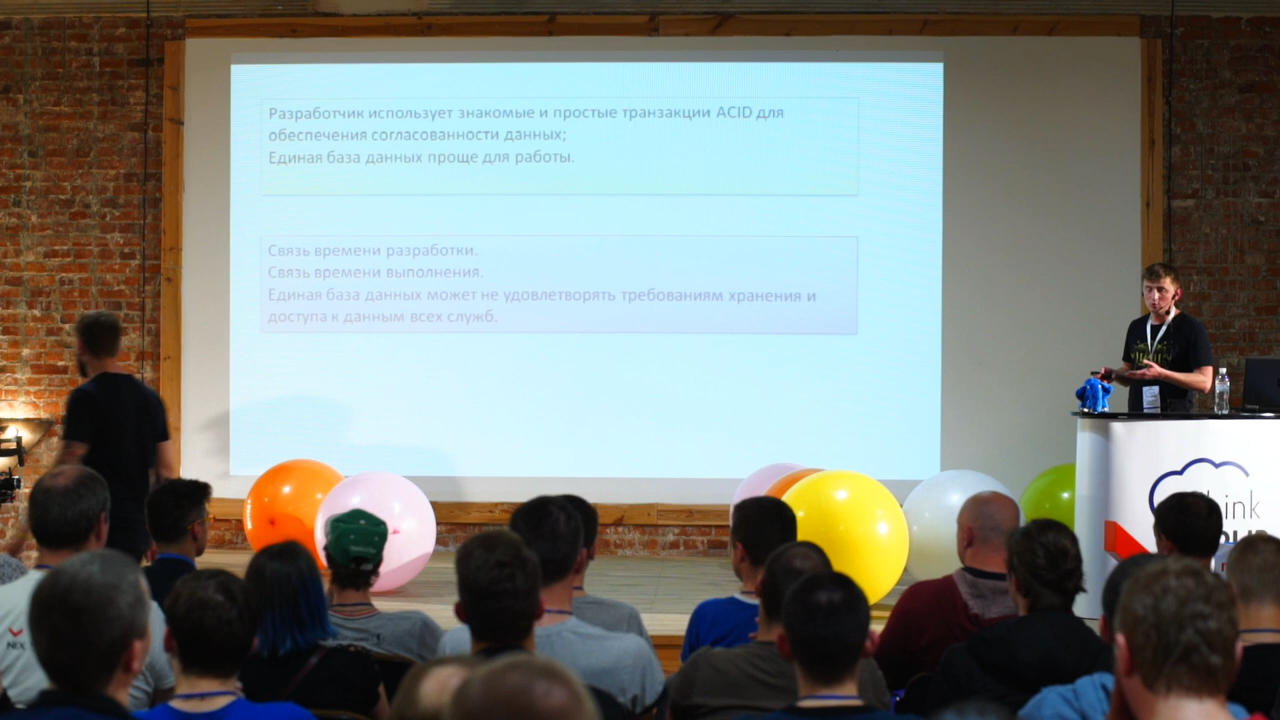 Разработчик использует знакомые и простые транзакции ACID для
обеспечения согласованности данных;
Единая база данных проще для работы.
Связь времени разработки.
Связь времени выполнения.
Единая база данных может не удовлетворять требованиям хранения и
доступа к данным всех служб.
NIX